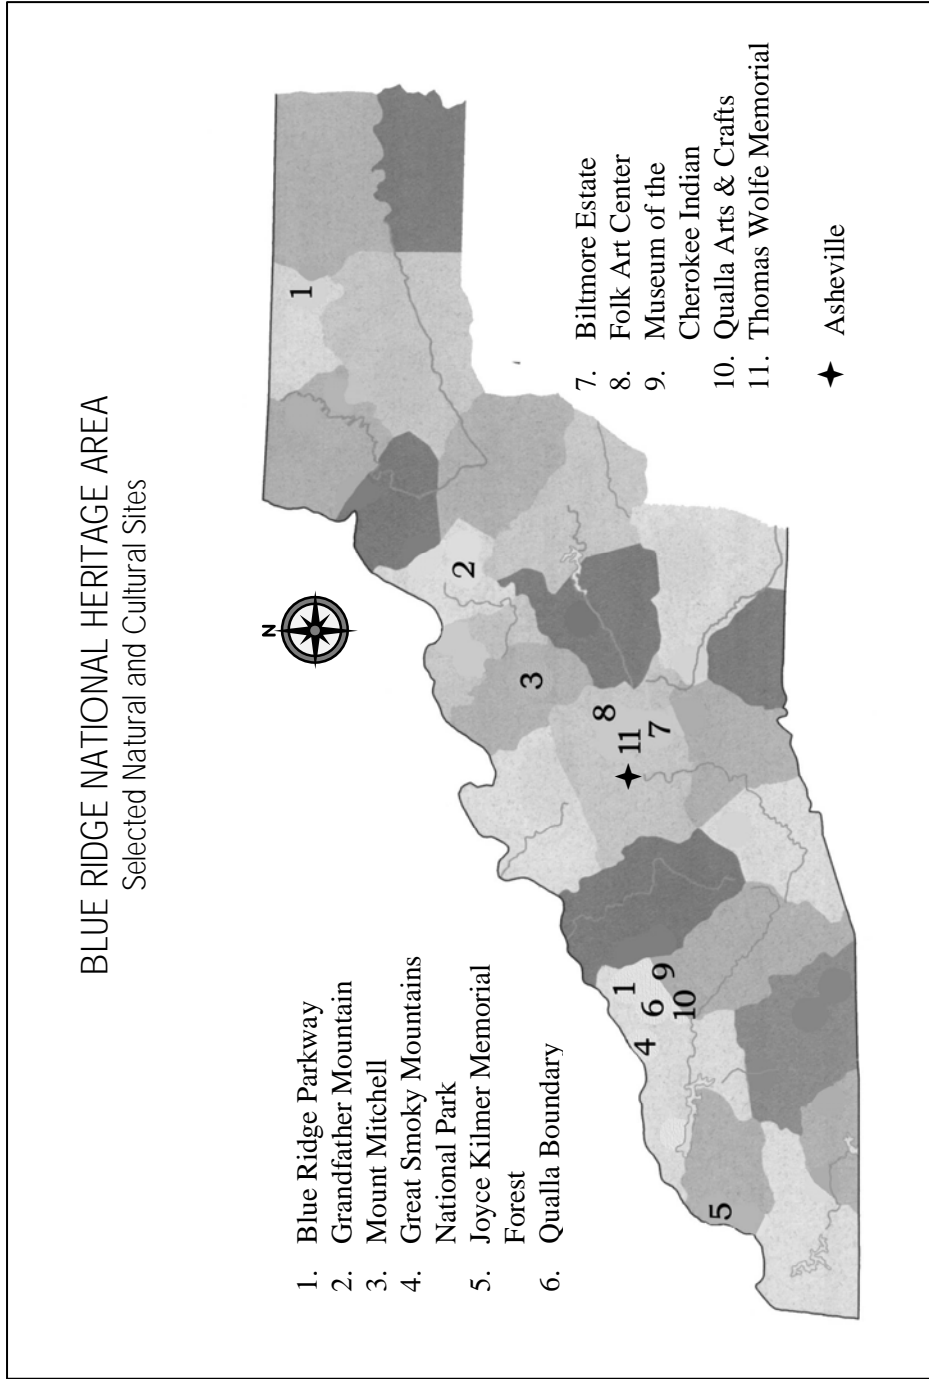 BLUE RIDGE NATIONAL HERITAGE AREA
Selected Natural and Cultural Sites
1. Blue Ridge Parkway
2. Grandfather Mountain
3. Mount Mitchell
4. Great Smoky Mountains
National Park
5. Joyce Kilmer Memorial
Forest
6. Qualla Boundary
N
1
2
3
8
11
7
1
4
6
9
10
5
7. Biltmore Estate
8. Folk Art Center
9. Museum of the
Cherokee Indian
10. Qualla Arts & Crafts
11. Thomas Wolfe Memorial
Asheville